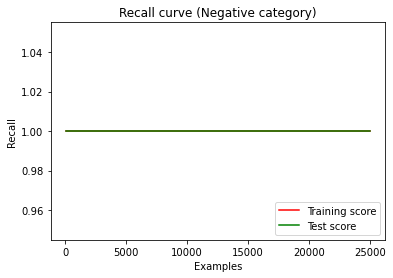 Recall curve (Negative category)
1.04
1.02
1.00
0.98
0.96
Recall
0 5000 10000 15000 20000 25000
Examples
Training score
Test score